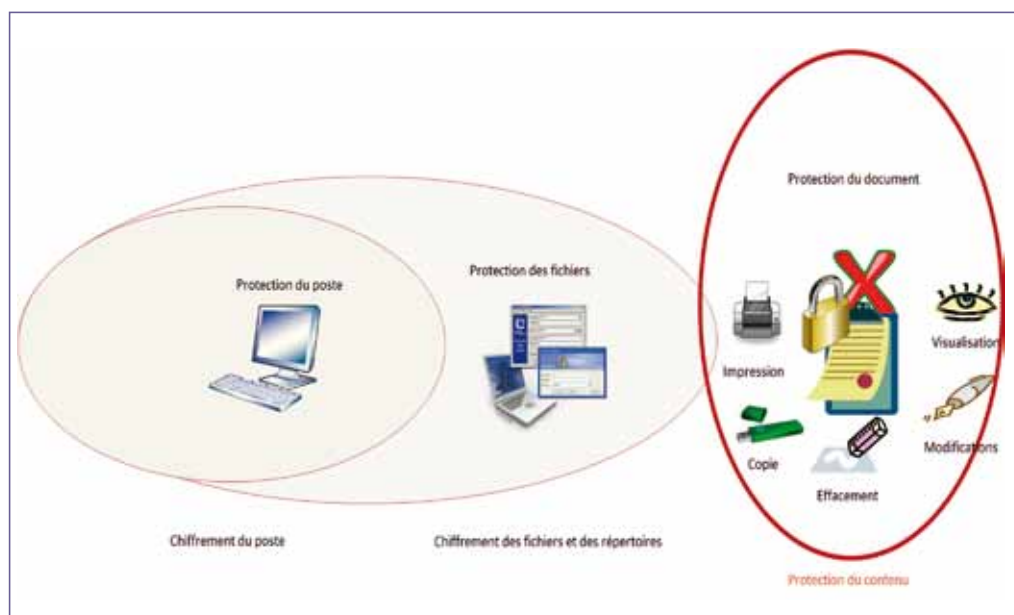 Protection du document
Protection du poste
Protection des fichiers
Impression
Visualisation
Copie
Modifications
Effacement
Chiffrement du poste
Chiffrement des fichiers et des répertoires
Protection du contenu